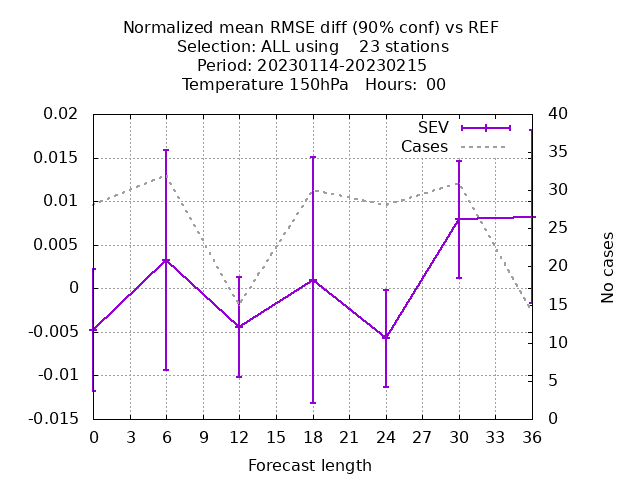 Normalized mean RMSE diff (90% conf) vs REF
Selection: ALL using    23 stations
Period: 20230114-20230215
Temperature 150hPa   Hours:  00
SEV
Cases
0.02
0.015
0.01
0.005
0
-0.005
-0.01
-0.015
40
35
30
25
20
15
10
5
0
No cases
0 3 6 9 12 15 18 21 24 27 30 33 36
Forecast length